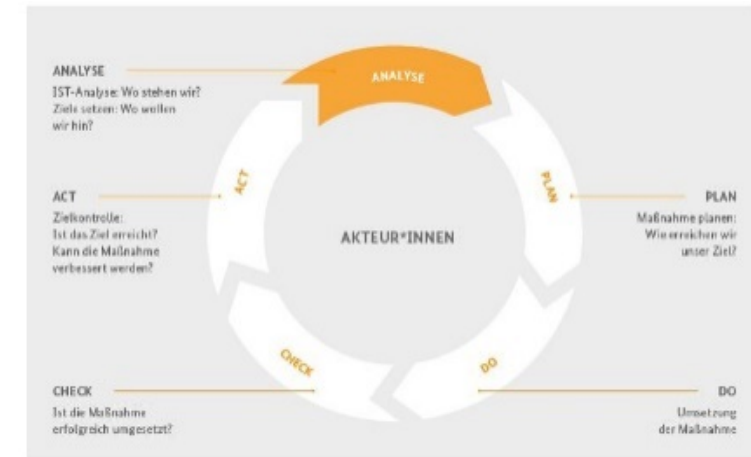 ANALYSE
IST-Analyse: Wo stehen wir?
Ziele setzen: Wo wollen
wir hin?
ANALYSE
ACT
Zielkontrolle:
Ist das Ziel erreicht?
Kann die Maßnahme
verbessert werden?
ACT
AKTEUR*INNEN
PLAN
PLAN
Maßnahme planen:
Wie erreichen wir
unser Ziel?
CHECK
DO
CHECK
Ist die Maßnahme
erfolgreich umgesetzt?
DO
Umsetzung
der Maßnahme